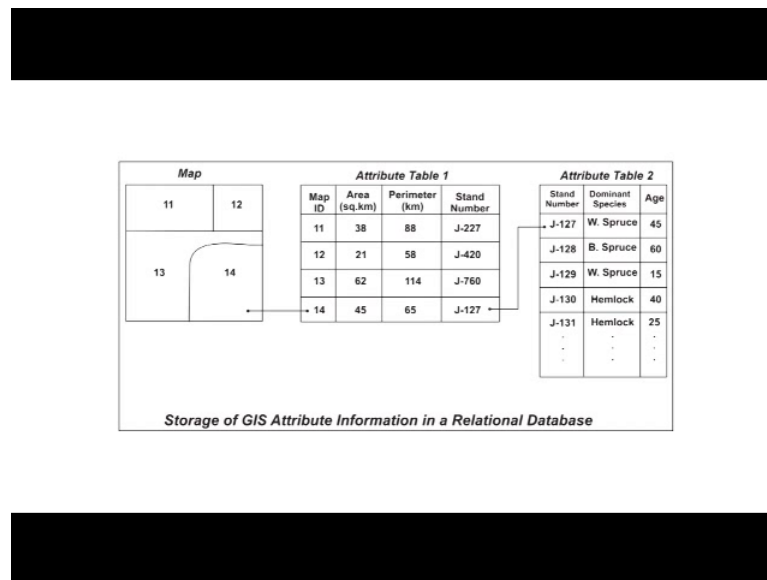 Map
11
12
13
14
Attribute Table 1
Map ID Area (sq.km) Perimeter (km) Stand Number
11 38 88 J-227
12 21 58 J-420
13 62 114 J-760
14 45 65 J-127
Attribute Table 2
Stand Number Dominant Species Age
J-127 W. Spruce 45
J-128 B. Spruce 60
J-129 W. Spruce 15
J-130 Hemlock 40
J-131 Hemlock 25
Storage of GIS Attribute Information in a Relational Database